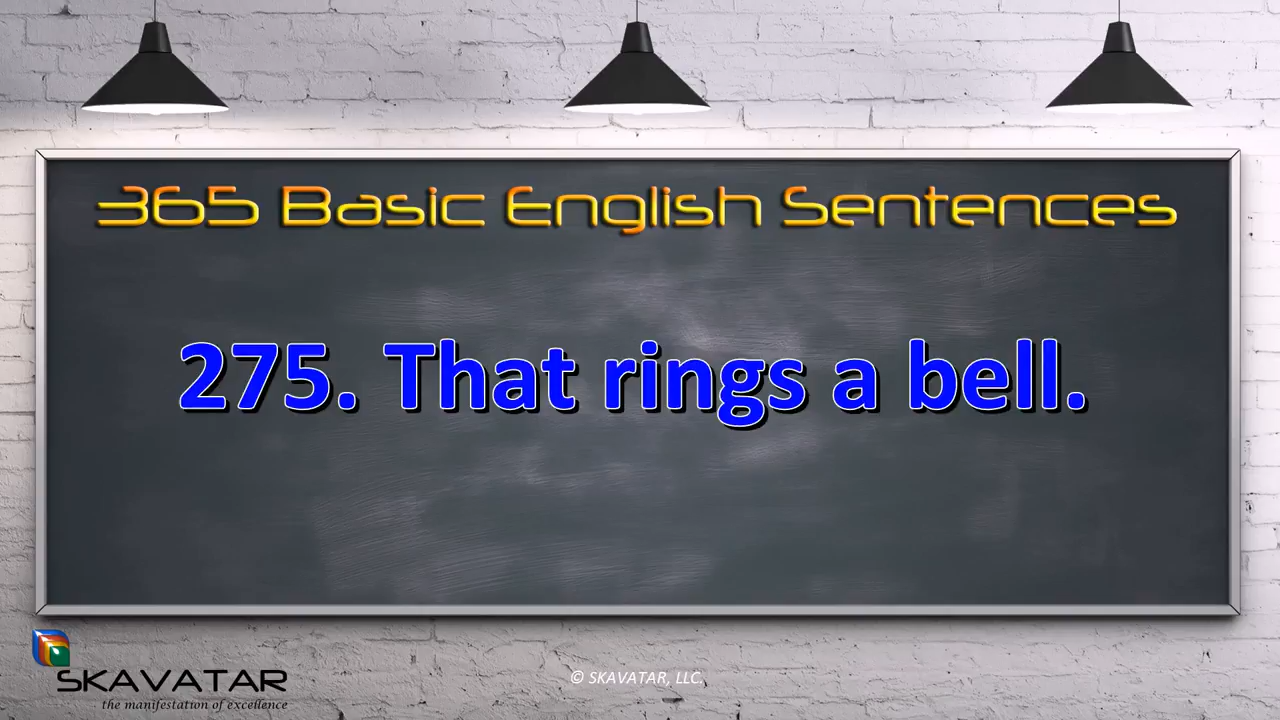 365 Basic English Sentences
275. That rings a bell.
SKAVATAR
the manifestation of excellence
© SKAVATAR, LLC.